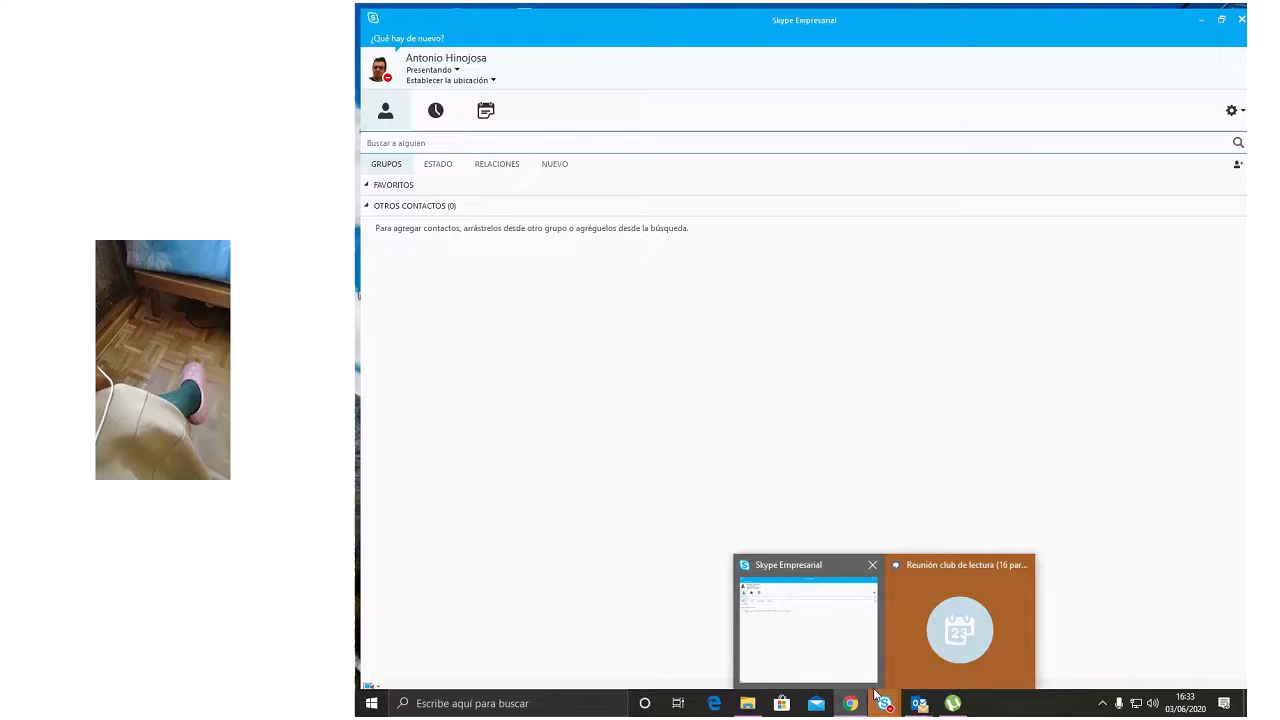 Skype Empresarial
¿Qué hay de nuevo?
Antonio Hinojosa
Presentando
Establecer la ubicación
Buscar a alguien
GRUPOS ESTADO RELACIONES NUEVO
FAVORITOS
OTROS CONTACTOS (0)
Para agregar contactos, arrástrelos desde otro grupo o agréguelos desde la búsqueda.
Skype Empresarial
Reunión club de lectura (16 par...
23
Escribe aquí para buscar
16:33
03/06/2020